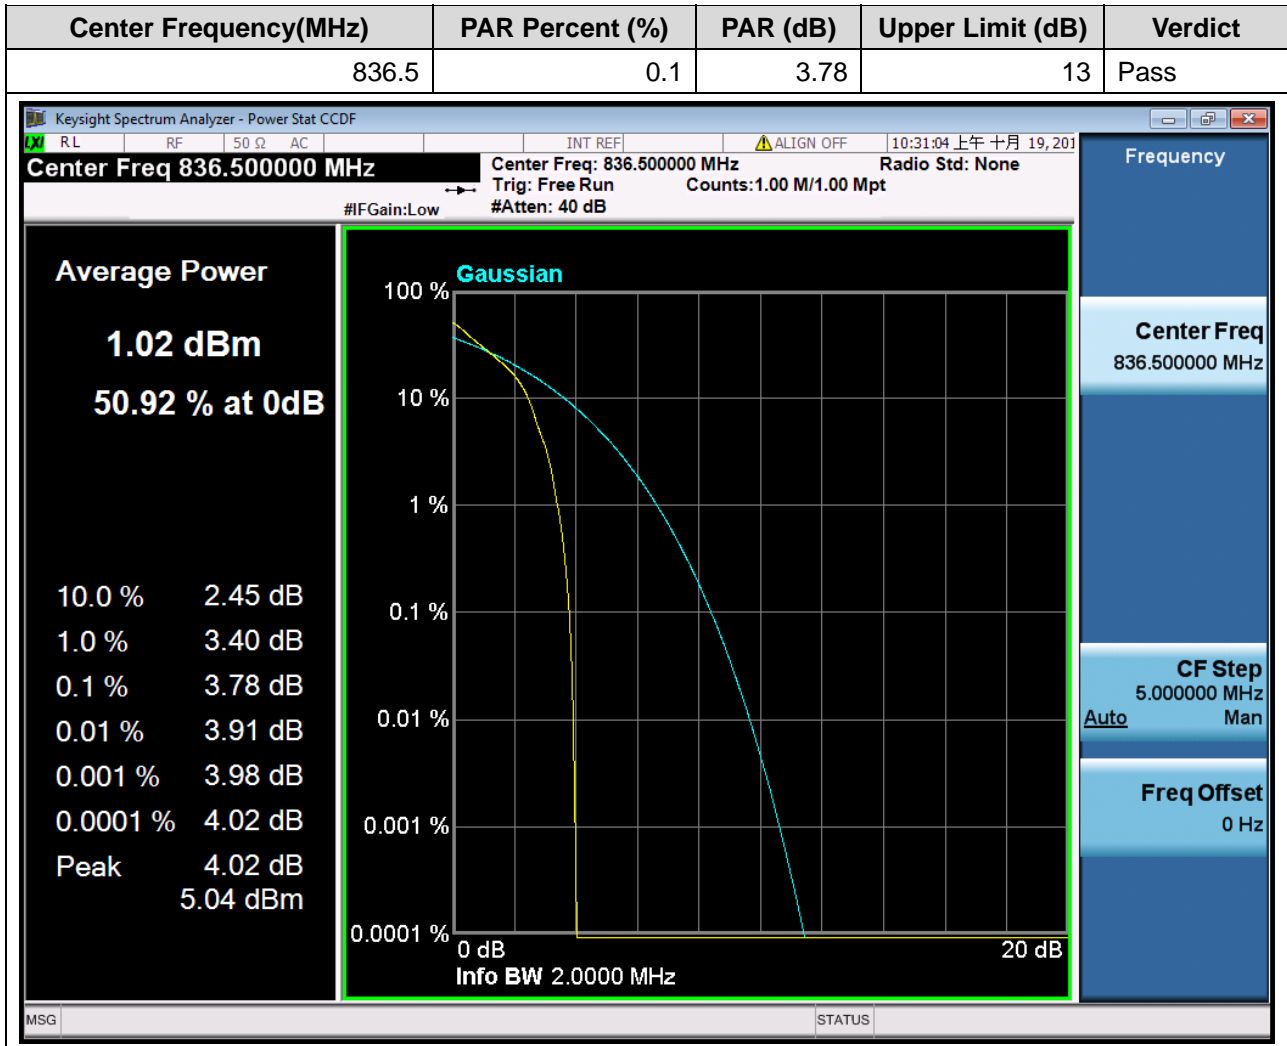 Center Frequency(MHz) PAR Percent (%) PAR (dB) Upper Limit (dB) Verdict
836.5 0.1 3.78 13 Pass
Keysight Spectrum Analyzer - Power Stat CCDF
LXI RL RF 50 Ω AC INT REF ALIGN OFF 10:31:04 上午 十月 19, 201
Center Freq 836.500000 MHz
Center Freq: 836.500000 MHz Radio Std: None
Trig: Free Run Counts:1.00 M/1.00 Mpt
#IFGain:Low #Atten: 40 dB
Average Power
1.02 dBm
50.92 % at 0dB
10.0 % 2.45 dB
1.0 % 3.40 dB
0.1 % 3.78 dB
0.01 % 3.91 dB
0.001 % 3.98 dB
0.0001 % 4.02 dB
Peak 4.02 dB
5.04 dBm
Gaussian
100 %
10 %
1 %
0.1 %
0.01 %
0.001 %
0.0001 %
0 dB 20 dB
Info BW 2.0000 MHz
Frequency
Center Freq
836.500000 MHz
CF Step
5.000000 MHz
Auto Man
Freq Offset
0 Hz
MSG STATUS